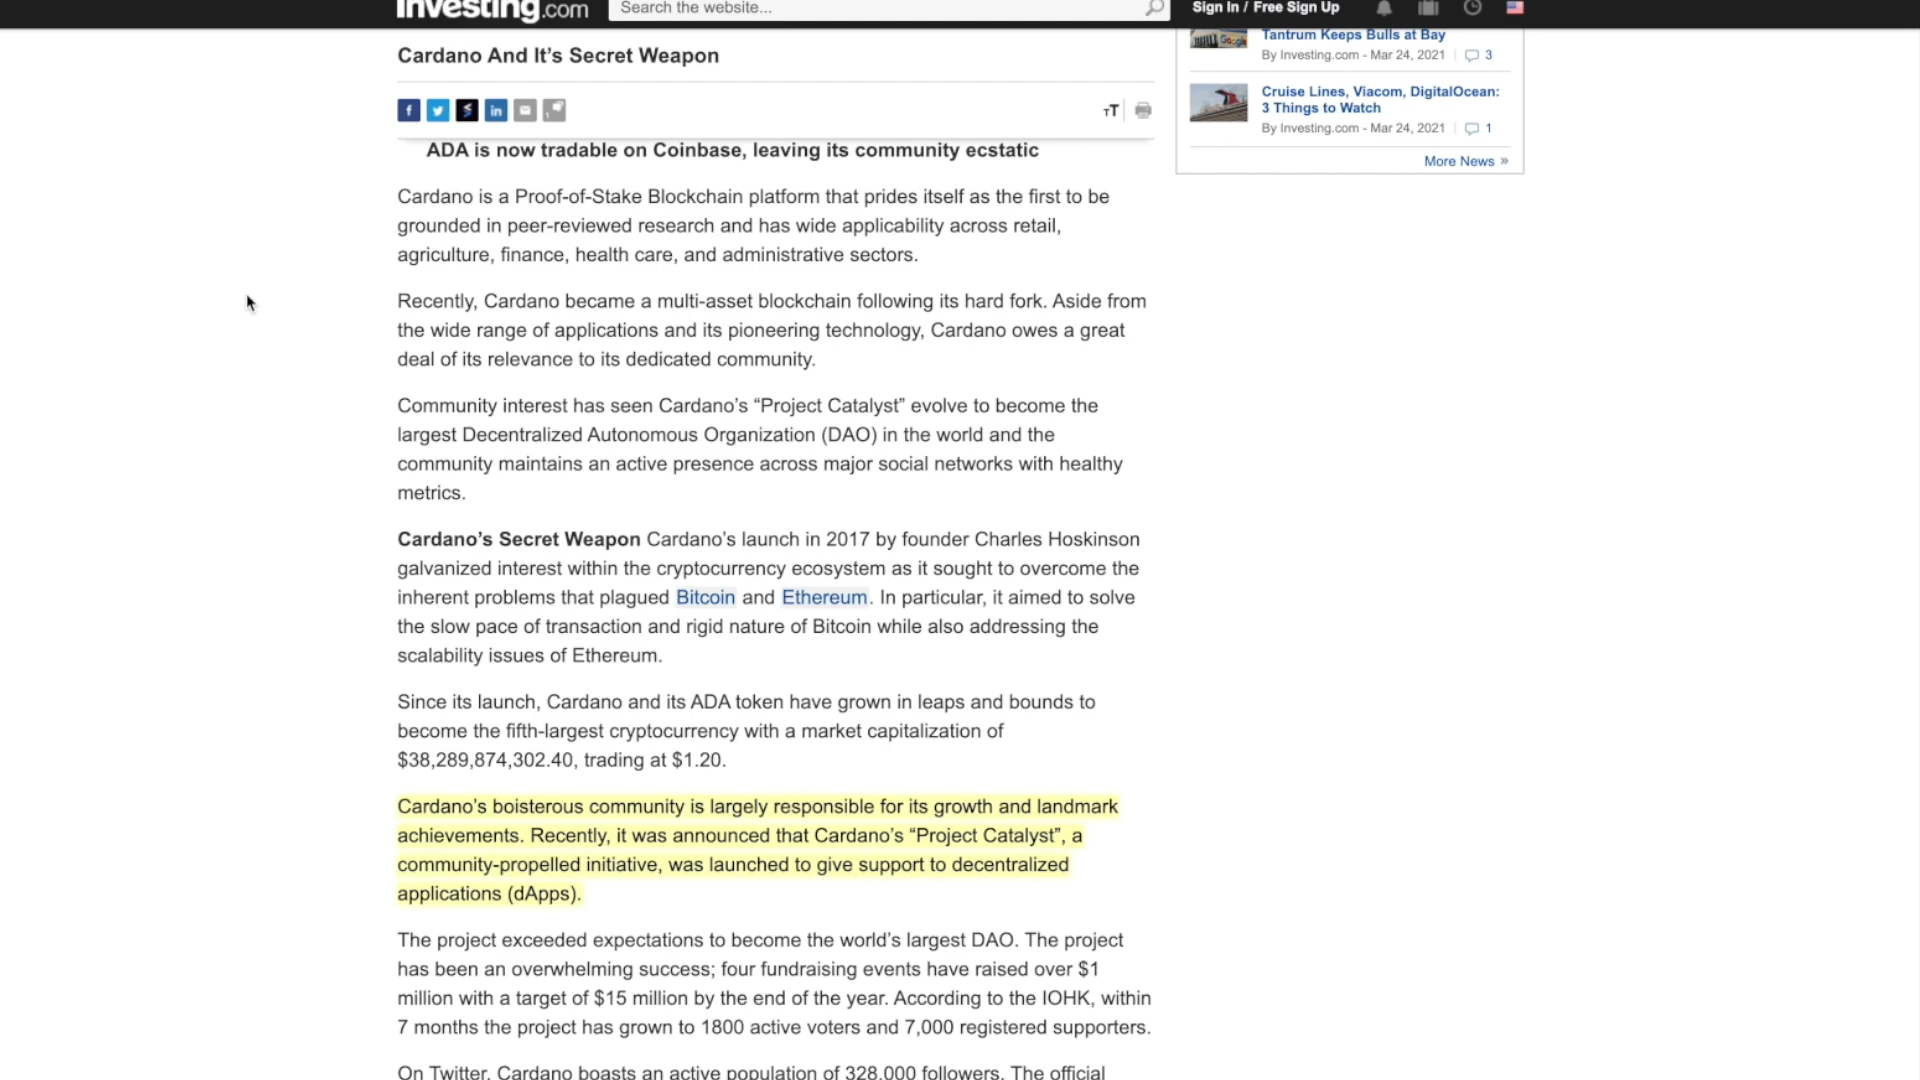 Investing.com
Search the website...
Sign In / Free Sign Up
Cardano And It’s Secret Weapon
Tantrum Keeps Bulls at Bay
By Investing.com - Mar 24, 2021 3
Cruise Lines, Viacom, DigitalOcean:
3 Things to Watch
By Investing.com - Mar 24, 2021 1
More News »
ADA is now tradable on Coinbase, leaving its community ecstatic
Cardano is a Proof-of-Stake Blockchain platform that prides itself as the first to be
grounded in peer-reviewed research and has wide applicability across retail,
agriculture, finance, health care, and administrative sectors.
Recently, Cardano became a multi-asset blockchain following its hard fork. Aside from
the wide range of applications and its pioneering technology, Cardano owes a great
deal of its relevance to its dedicated community.
Community interest has seen Cardano’s “Project Catalyst” evolve to become the
largest Decentralized Autonomous Organization (DAO) in the world and the
community maintains an active presence across major social networks with healthy
metrics.
Cardano’s Secret Weapon Cardano’s launch in 2017 by founder Charles Hoskinson
galvanized interest within the cryptocurrency ecosystem as it sought to overcome the
inherent problems that plagued Bitcoin and Ethereum. In particular, it aimed to solve
the slow pace of transaction and rigid nature of Bitcoin while also addressing the
scalability issues of Ethereum.
Since its launch, Cardano and its ADA token have grown in leaps and bounds to
become the fifth-largest cryptocurrency with a market capitalization of
$38,289,874,302.40, trading at $1.20.
Cardano’s boisterous community is largely responsible for its growth and landmark
achievements. Recently, it was announced that Cardano’s “Project Catalyst”, a
community-propelled initiative, was launched to give support to decentralized
applications (dApps).
The project exceeded expectations to become the world’s largest DAO. The project
has been an overwhelming success; four fundraising events have raised over $1
million with a target of $15 million by the end of the year. According to the IOHK, within
7 months the project has grown to 1800 active voters and 7,000 registered supporters.
On Twitter, Cardano boasts an active population of 328,000 followers. The official